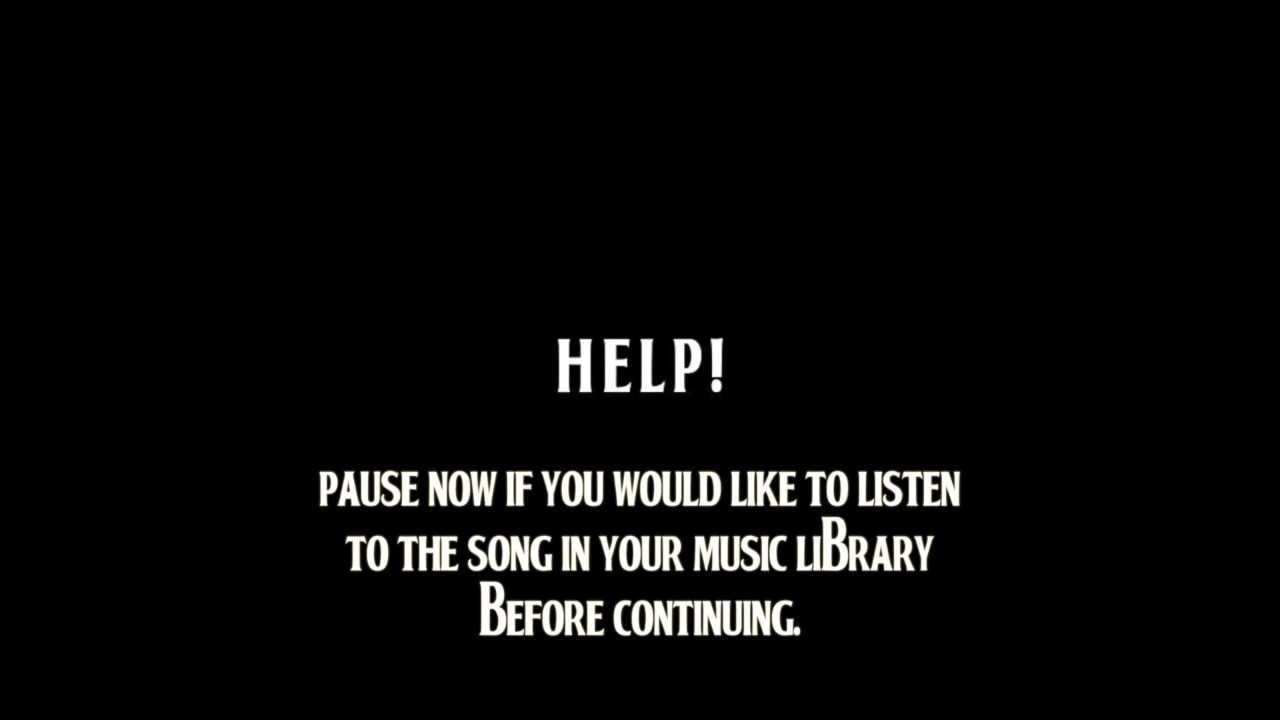 HELP!
PAUSE NOW IF YOU WOULD LIKE TO LISTEN
TO THE SONG IN YOUR MUSIC LIBRARY
BEFORE CONTINUING.